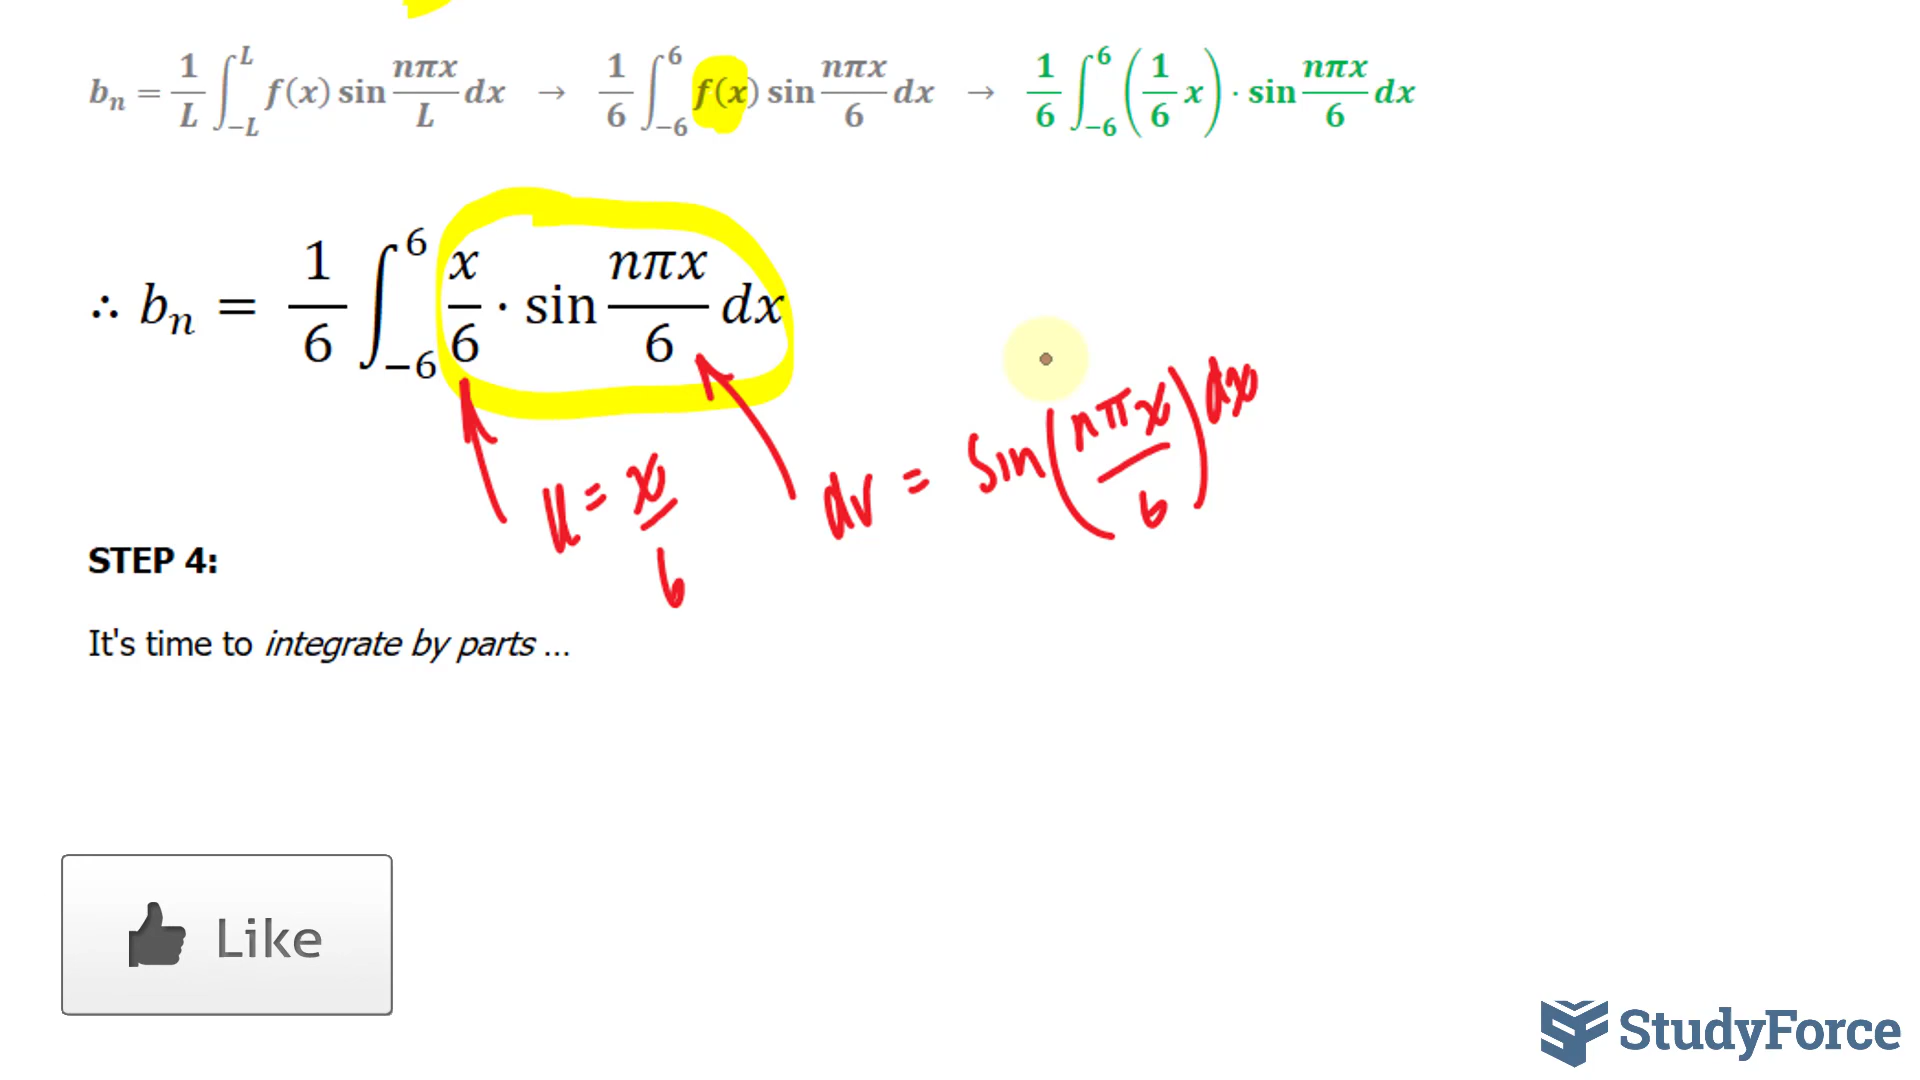 bₙ = 1/L ∫_{-L}^{L} f(x) sin nπx/L dx → 1/6 ∫_{-6}^{6} f(x) sin nπx/6 dx → 1/6 ∫_{-6}^{6} (1/6 x) · sin nπx/6 dx
∴ bₙ = 1/6 ∫_{-6}^{6} x/6 · sin nπx/6 dx
u = x/6
dv = sin(nπx/6) dx
STEP 4:
It's time to integrate by parts ...
Like
StudyForce